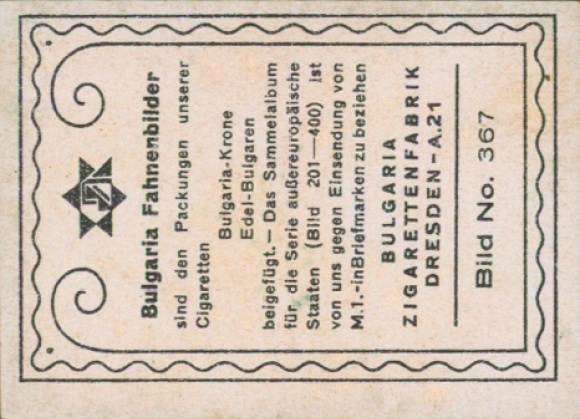 Bulgaria Fahnenbilder
sind den Packungen unserer
Cigaretten
Bulgaria-Krone
Edel-Bulgaren
beigefügt. — Das Sammelalbum
für die Serie außereuropäische
Staaten (Bild 201—400) ist
von uns gegen Einsendung von
M.1.-in Briefmarken zu beziehen
BULGARIA
ZIGARETTENFABRIK
DRESDEN-A.21
Bild No. 367